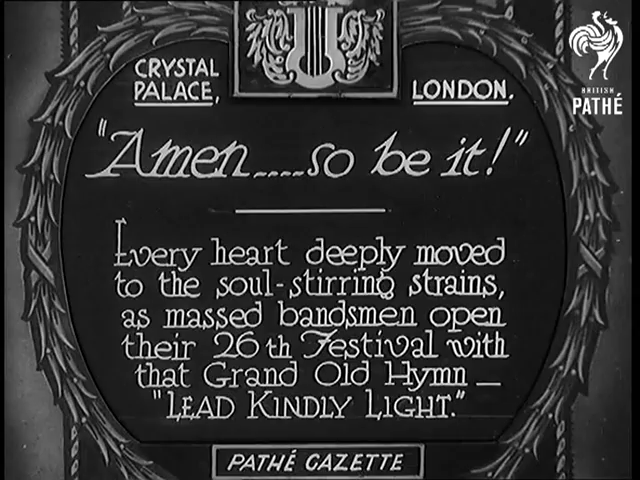 CRYSTAL
PALACE,
LONDON.
BRITISH
PATHÉ
"Amen....so be it!"
Every heart deeply moved
to the soul-stirring strains,
as massed bandsmen open
their 26th Festival with
that Grand Old Hymn —
"LEAD KINDLY LIGHT."
PATHÉ GAZETTE